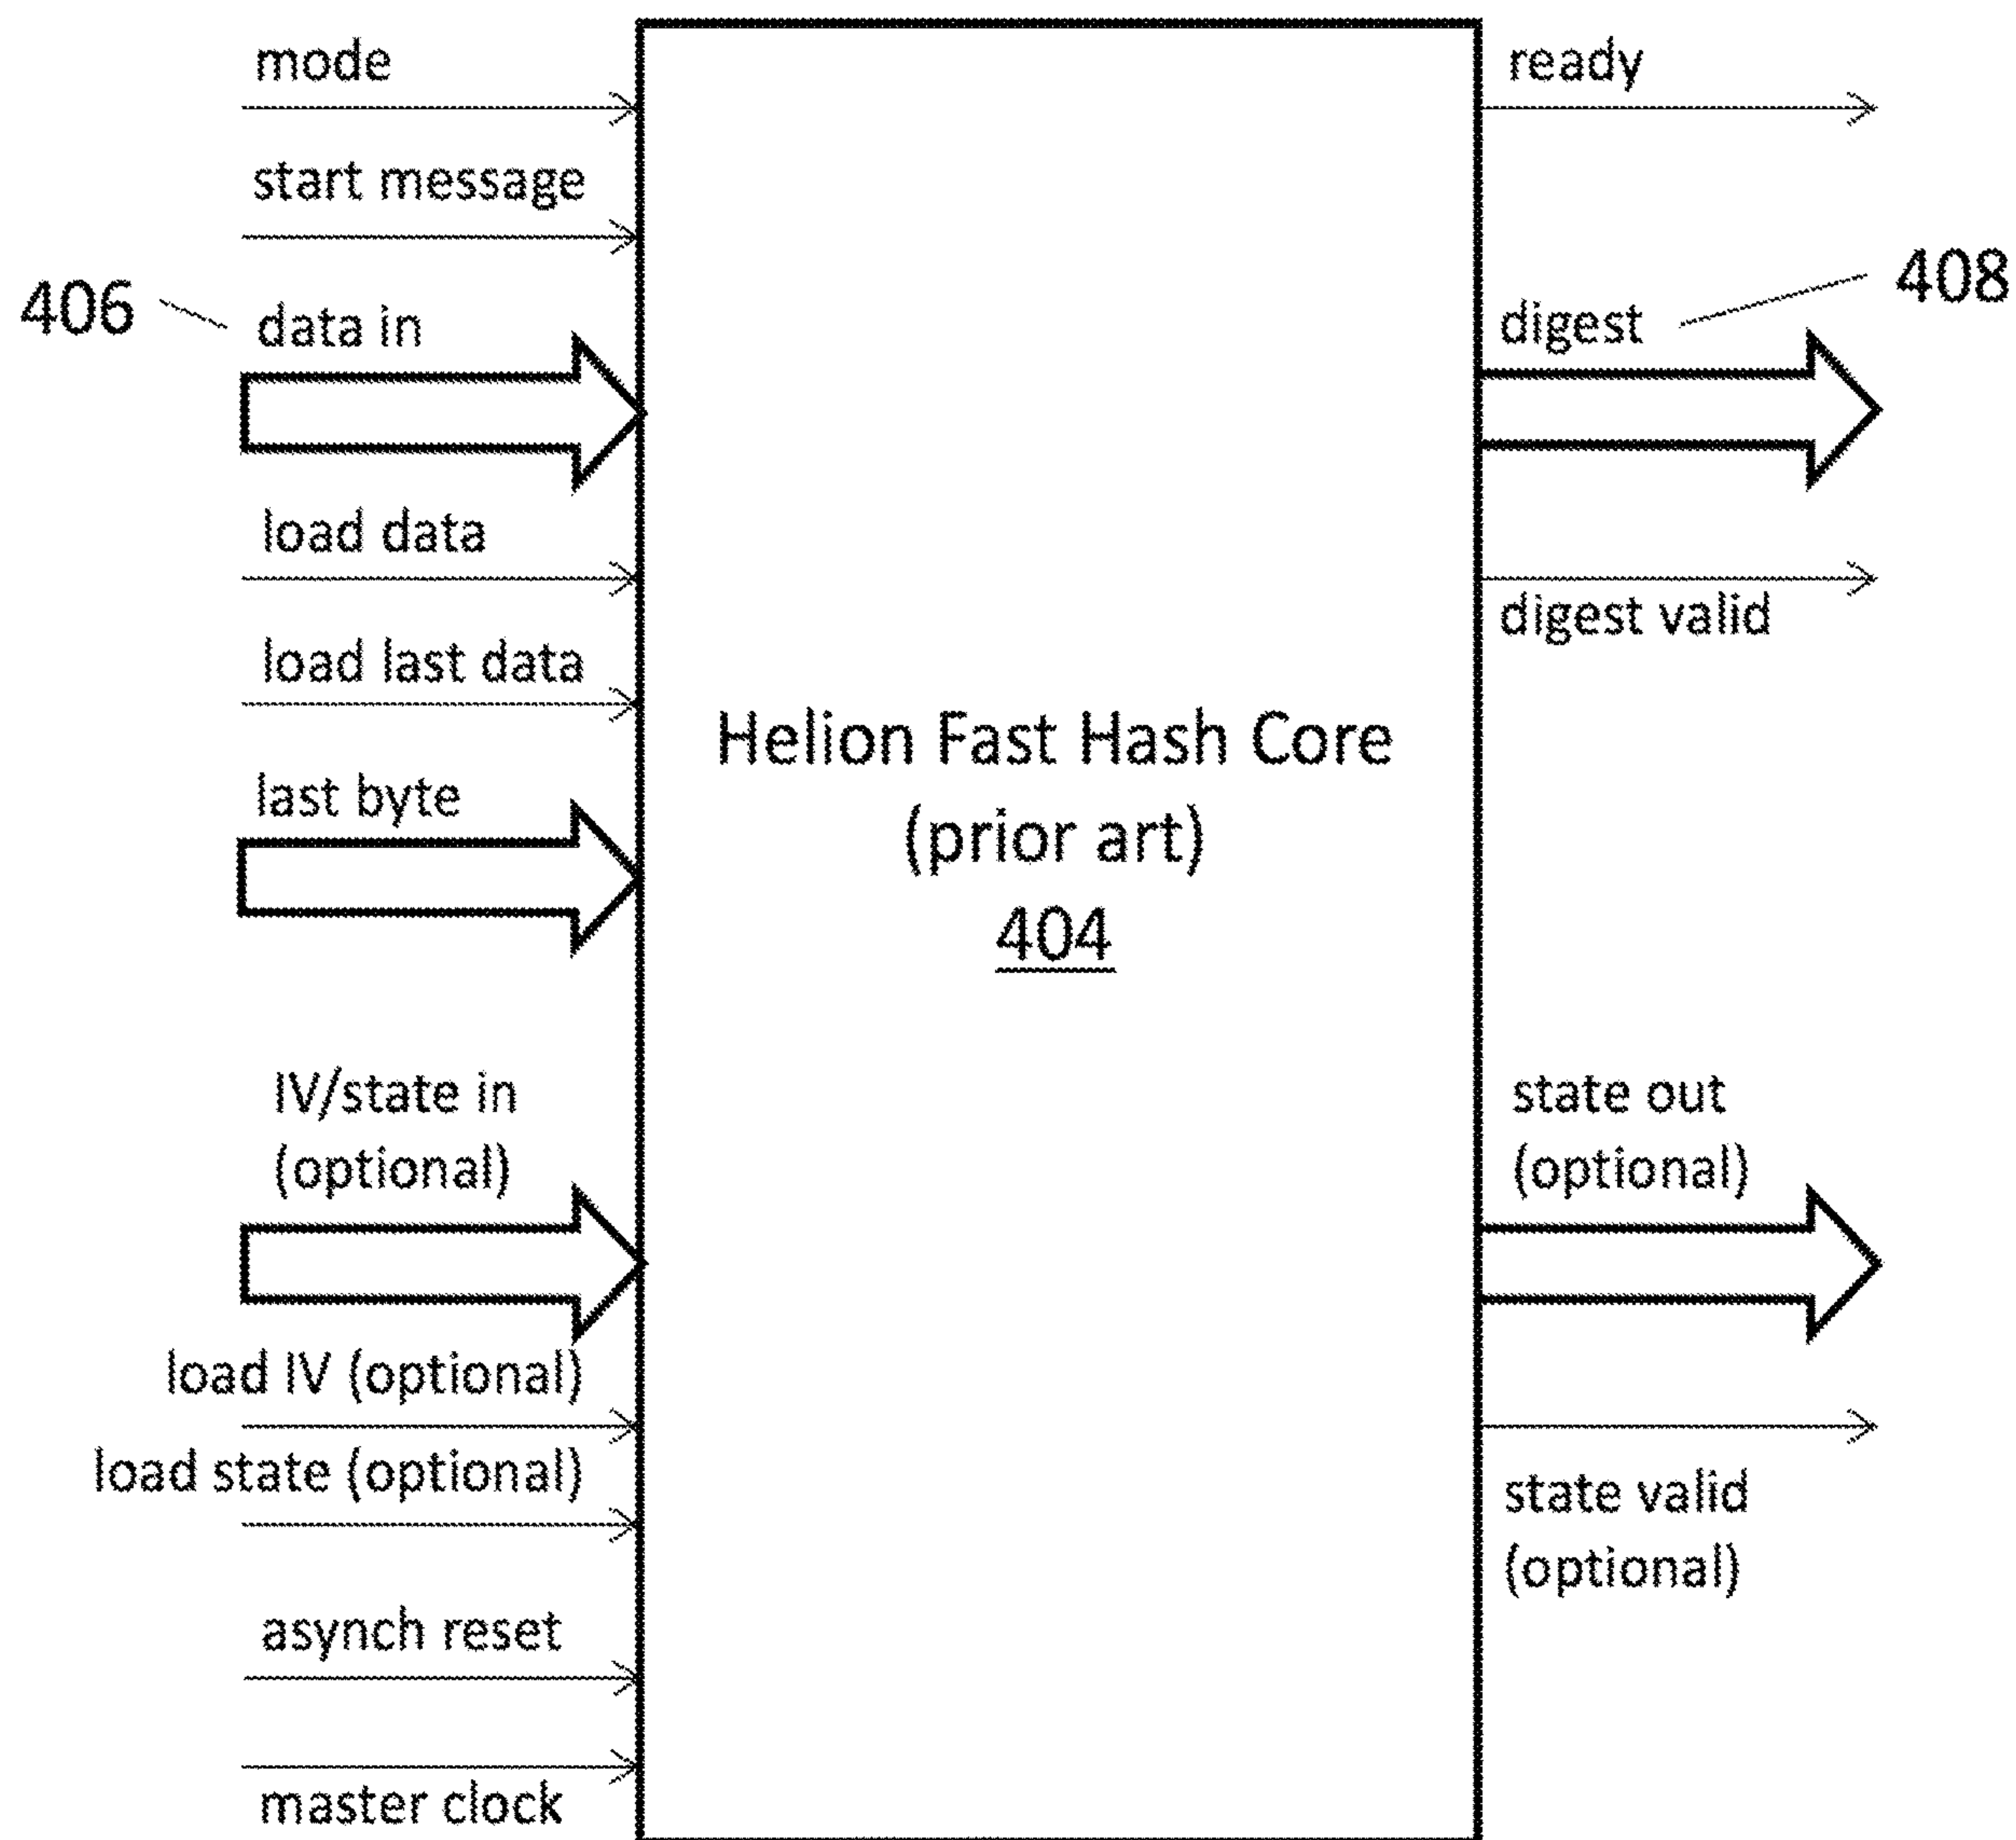 mode
start message
406
data in
load data
load last data
last byte
IV/state in
(optional)
load IV (optional)
load state (optional)
asynch reset
master clock
Helion Fast Hash Core
(prior art)
404
ready
408
digest
digest valid
state out
(optional)
state valid
(optional)